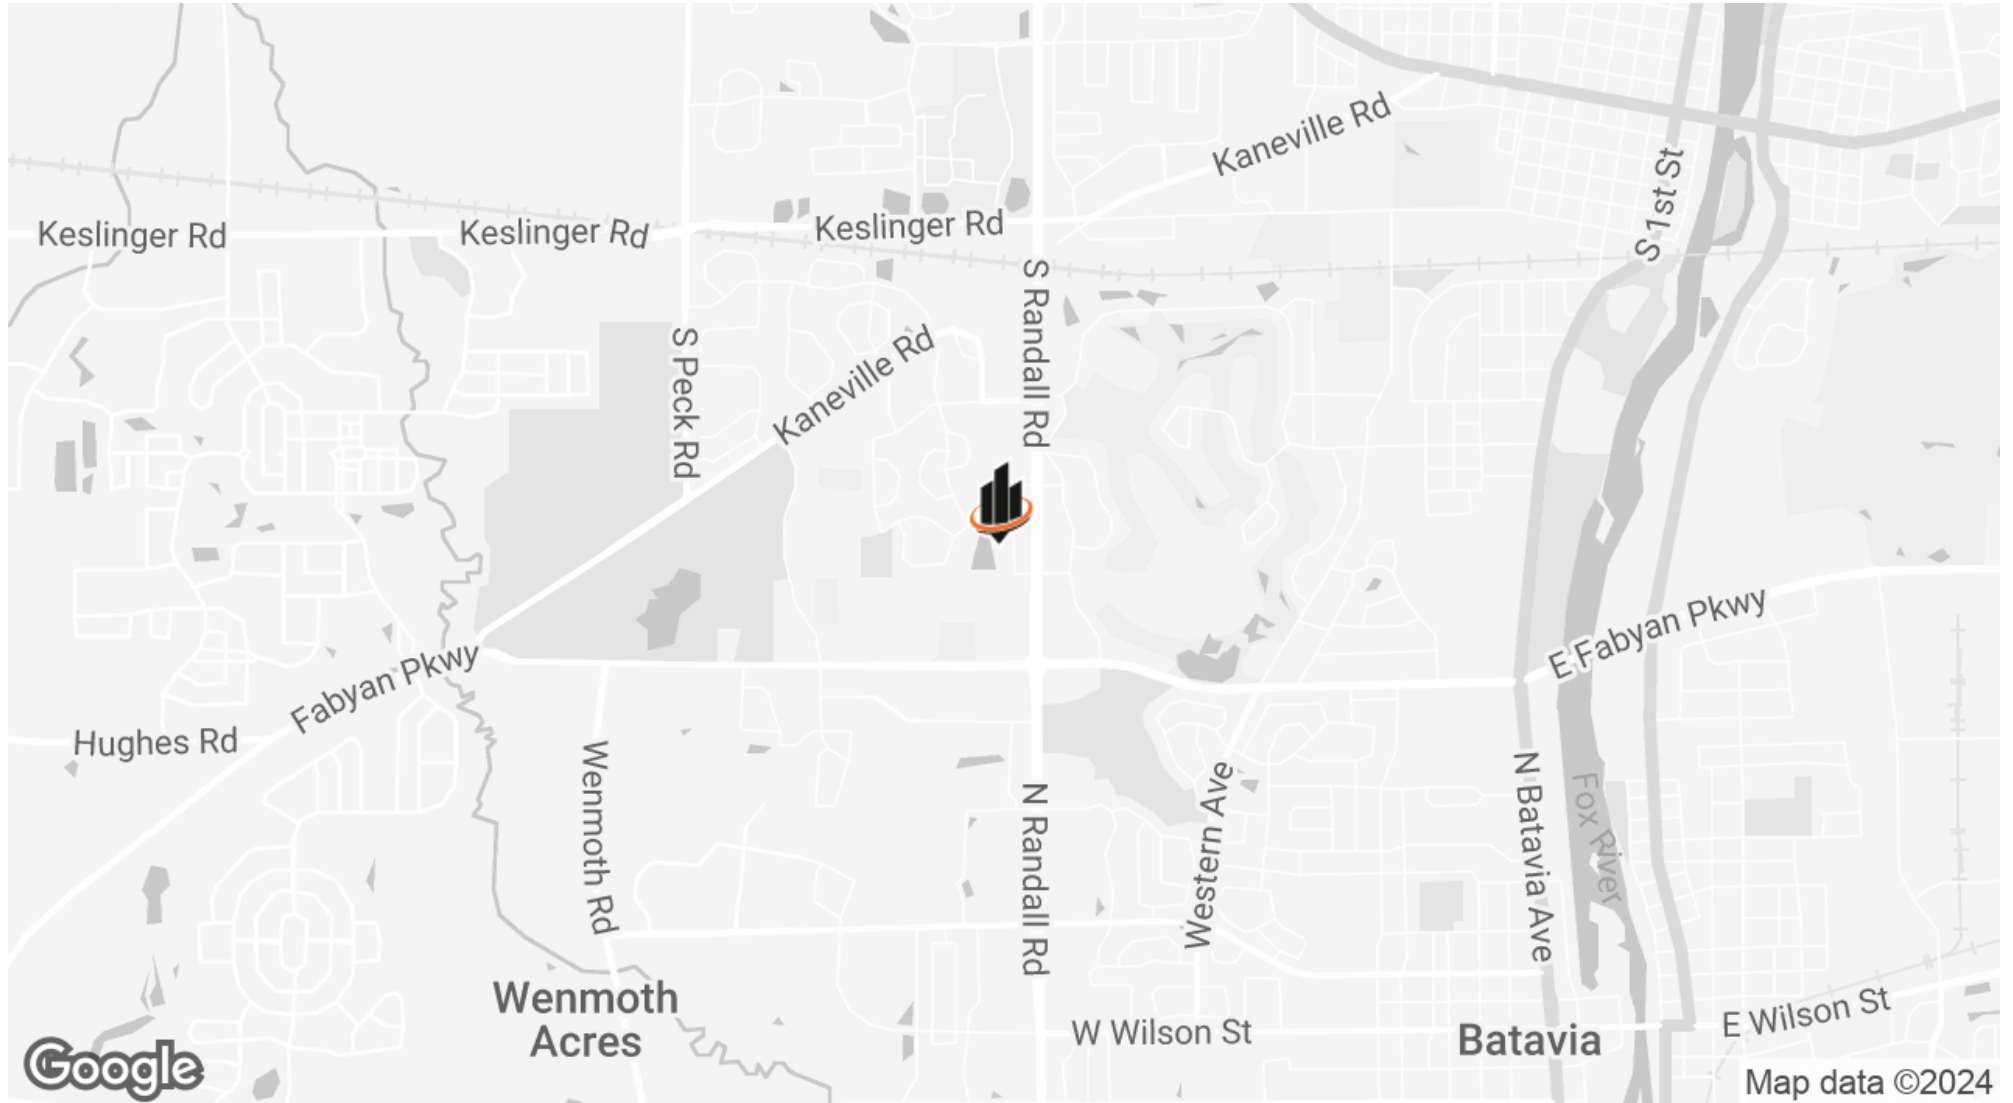 Kaneville Rd
S 1st St
Keslinger Rd
Keslinger Rd
Keslinger Rd
S Randall Rd
S Peck Rd
Kaneville Rd
E Fabyan Pkwy
Fabyan Pkwy
Hughes Rd
Wenmoth Rd
N Randall Rd
Western Ave
N Batavia Ave
Fox River
Wenmoth
Acres
W Wilson St
Batavia
E Wilson St
Google
Map data ©2024